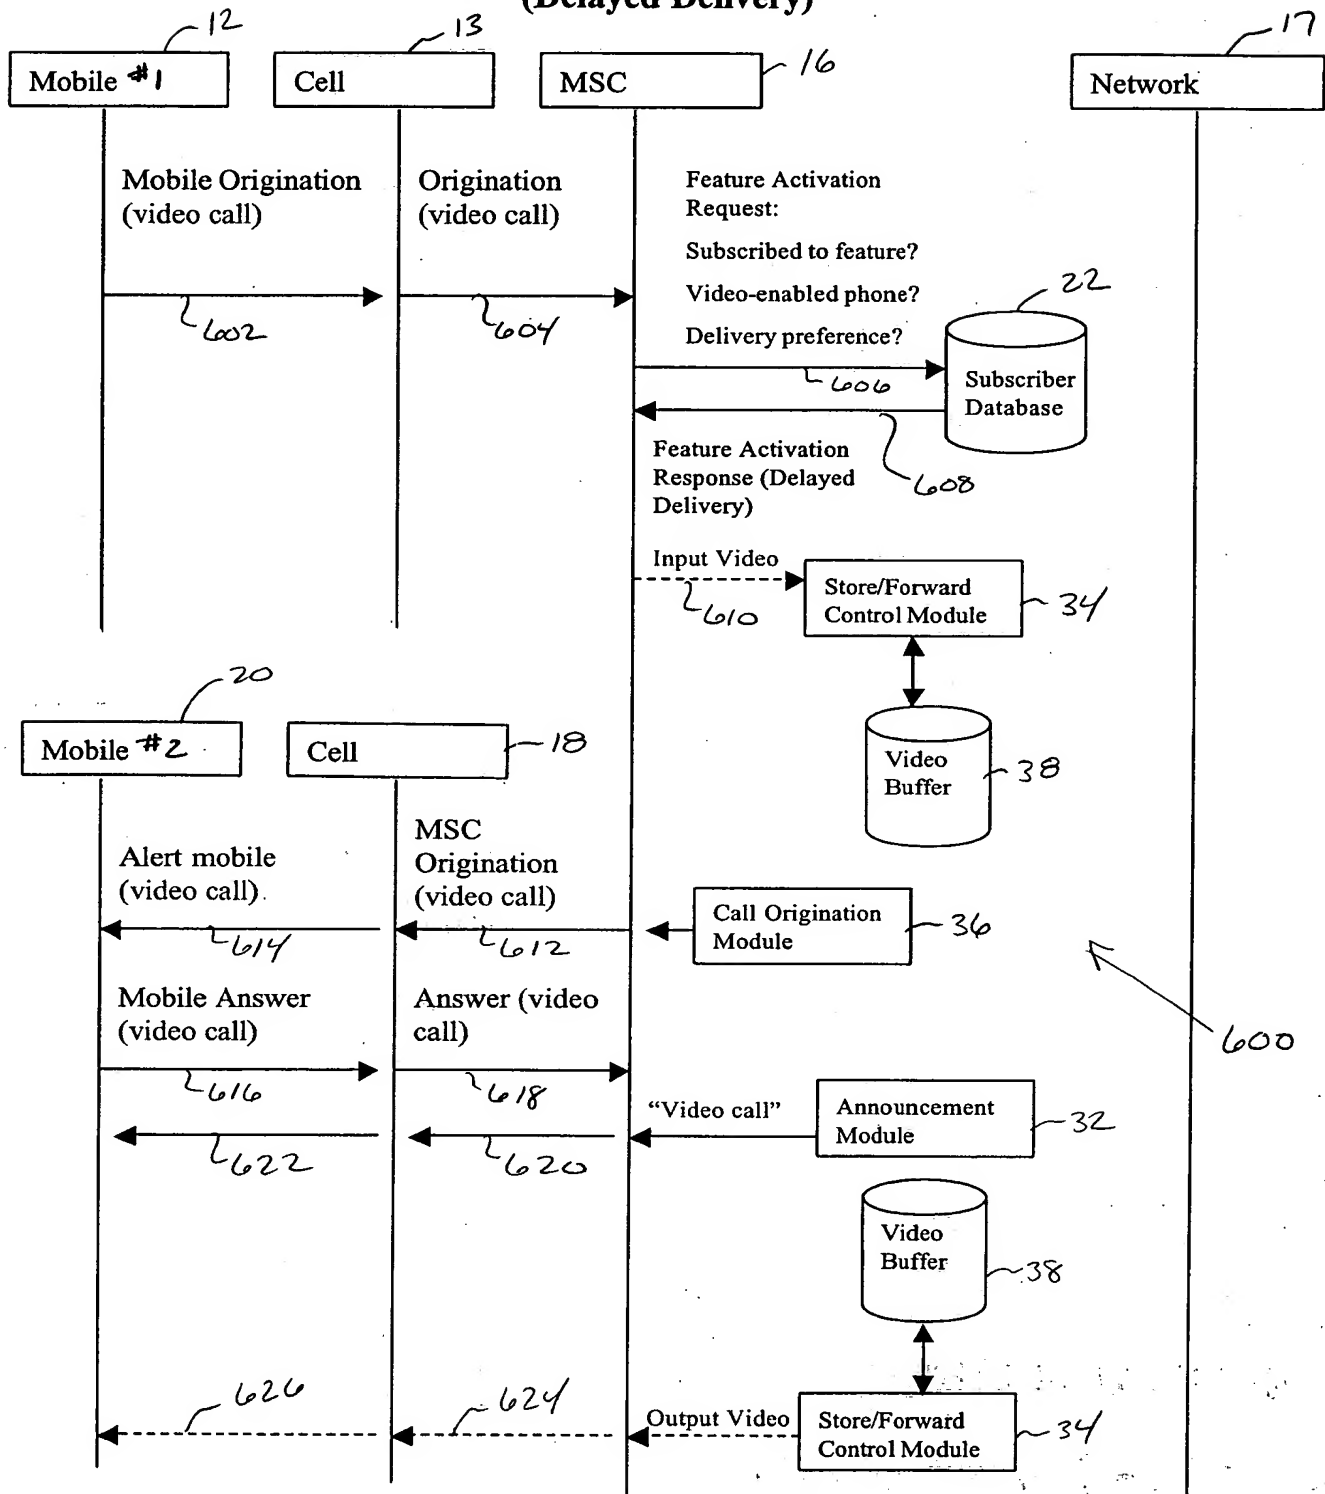 (Delayed Delivery)
12
13
16
17
Mobile #1
Cell
MSC
Network
Mobile Origination
(video call)
Origination
(video call)
Feature Activation
Request:
Subscribed to feature?
Video-enabled phone?
Delivery preference?
602
604
606
22
Subscriber
Database
608
Feature Activation
Response (Delayed
Delivery)
Input Video
610
Store/Forward
Control Module
34
20
Mobile #2
Cell
18
Video
Buffer
38
Alert mobile
(video call)
MSC
Origination
(video call)
614
612
Call Origination
Module
36
Mobile Answer
(video call)
Answer (video
call)
600
616
618
"Video call"
Announcement
Module
32
622
620
Video
Buffer
38
626
624
Output Video
Store/Forward
Control Module
34